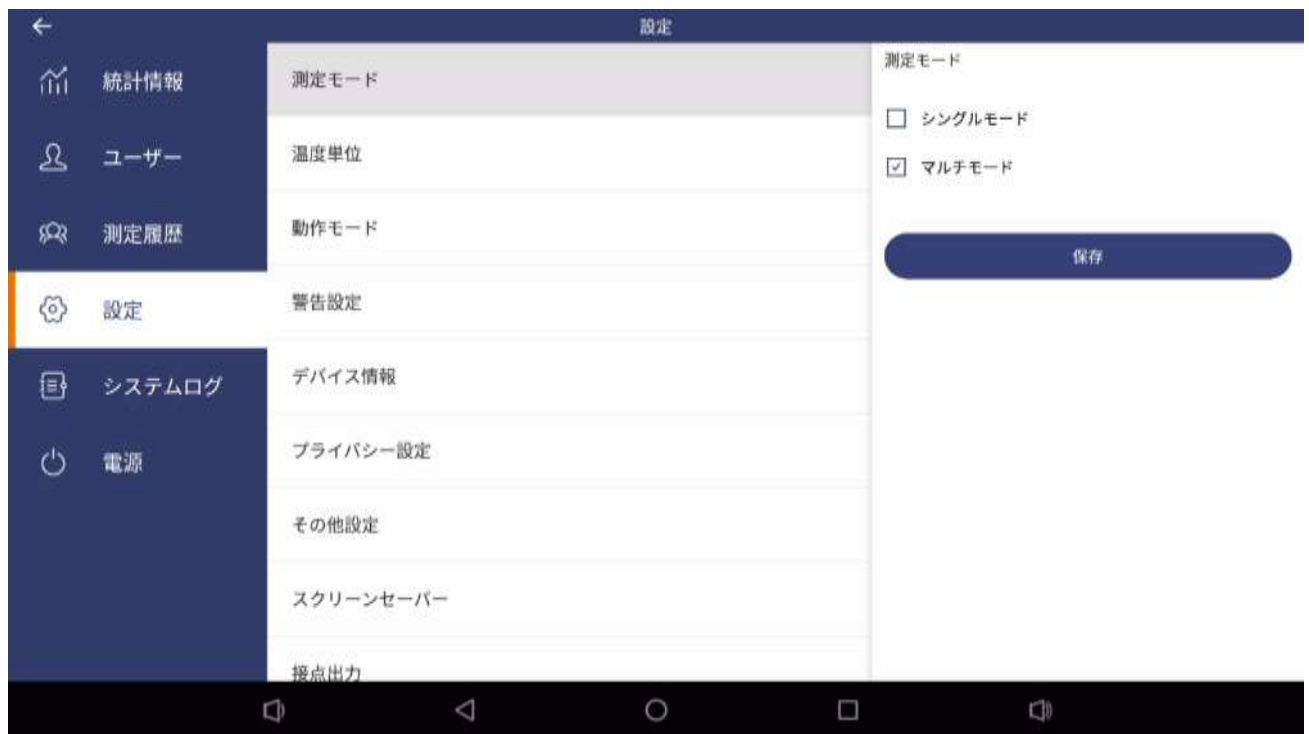 設定
統計情報
ユーザー
測定履歴
設定
システムログ
電源
測定モード
温度単位
動作モード
警告設定
デバイス情報
プライバシー設定
その他設定
スクリーンセーバー
接点出力
測定モード
シングルモード
マルチモード
保存